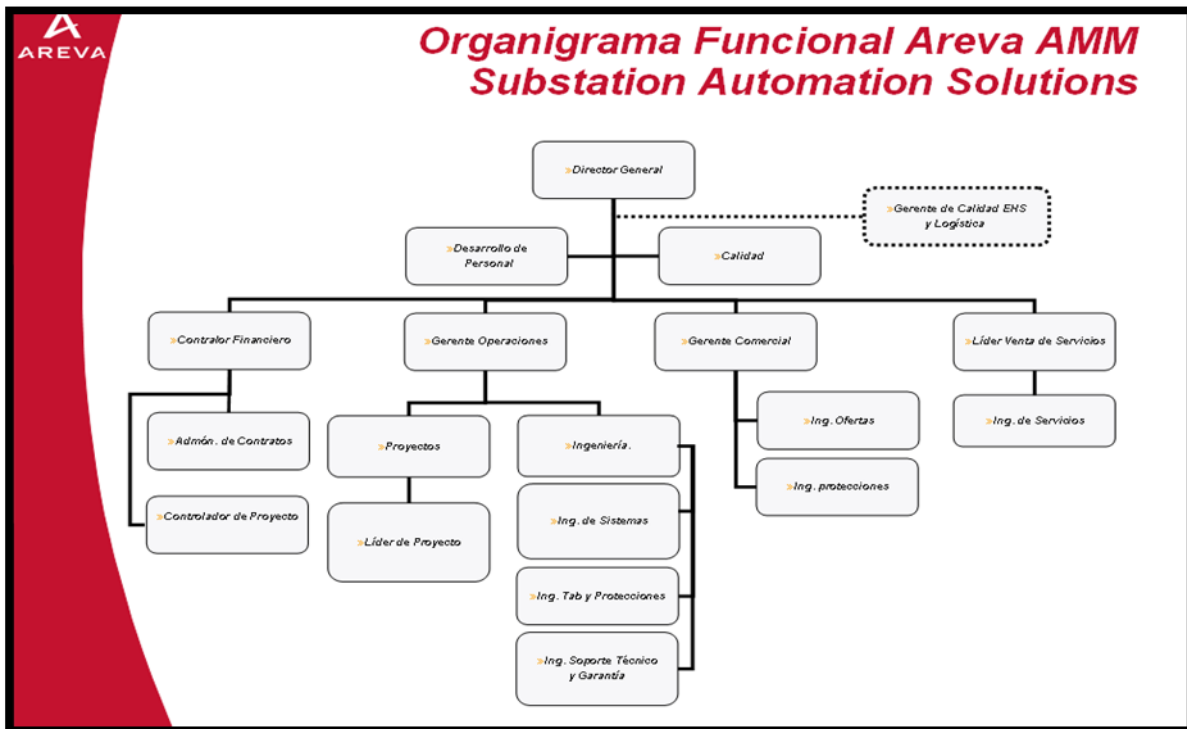 AREVA
Organigrama Funcional Areva AMM
Substation Automation Solutions
»Director General
»Gerente de Calidad EHS
y Logística
»Desarrollo de
Personal
»Calidad
»Contralor Financiero
»Gerente Operaciones
»Gerente Comercial
»Líder Venta de Servicios
»Admón. de Contratos
»Controlador de Proyecto
»Proyectos
»Líder de Proyecto
»Ingeniería.
»Ing. de Sistemas
»Ing. Tab y Protecciones
»Ing. Soporte Técnico
y Garantía
»Ing. Ofertas
»Ing. protecciones
»Ing. de Servicios